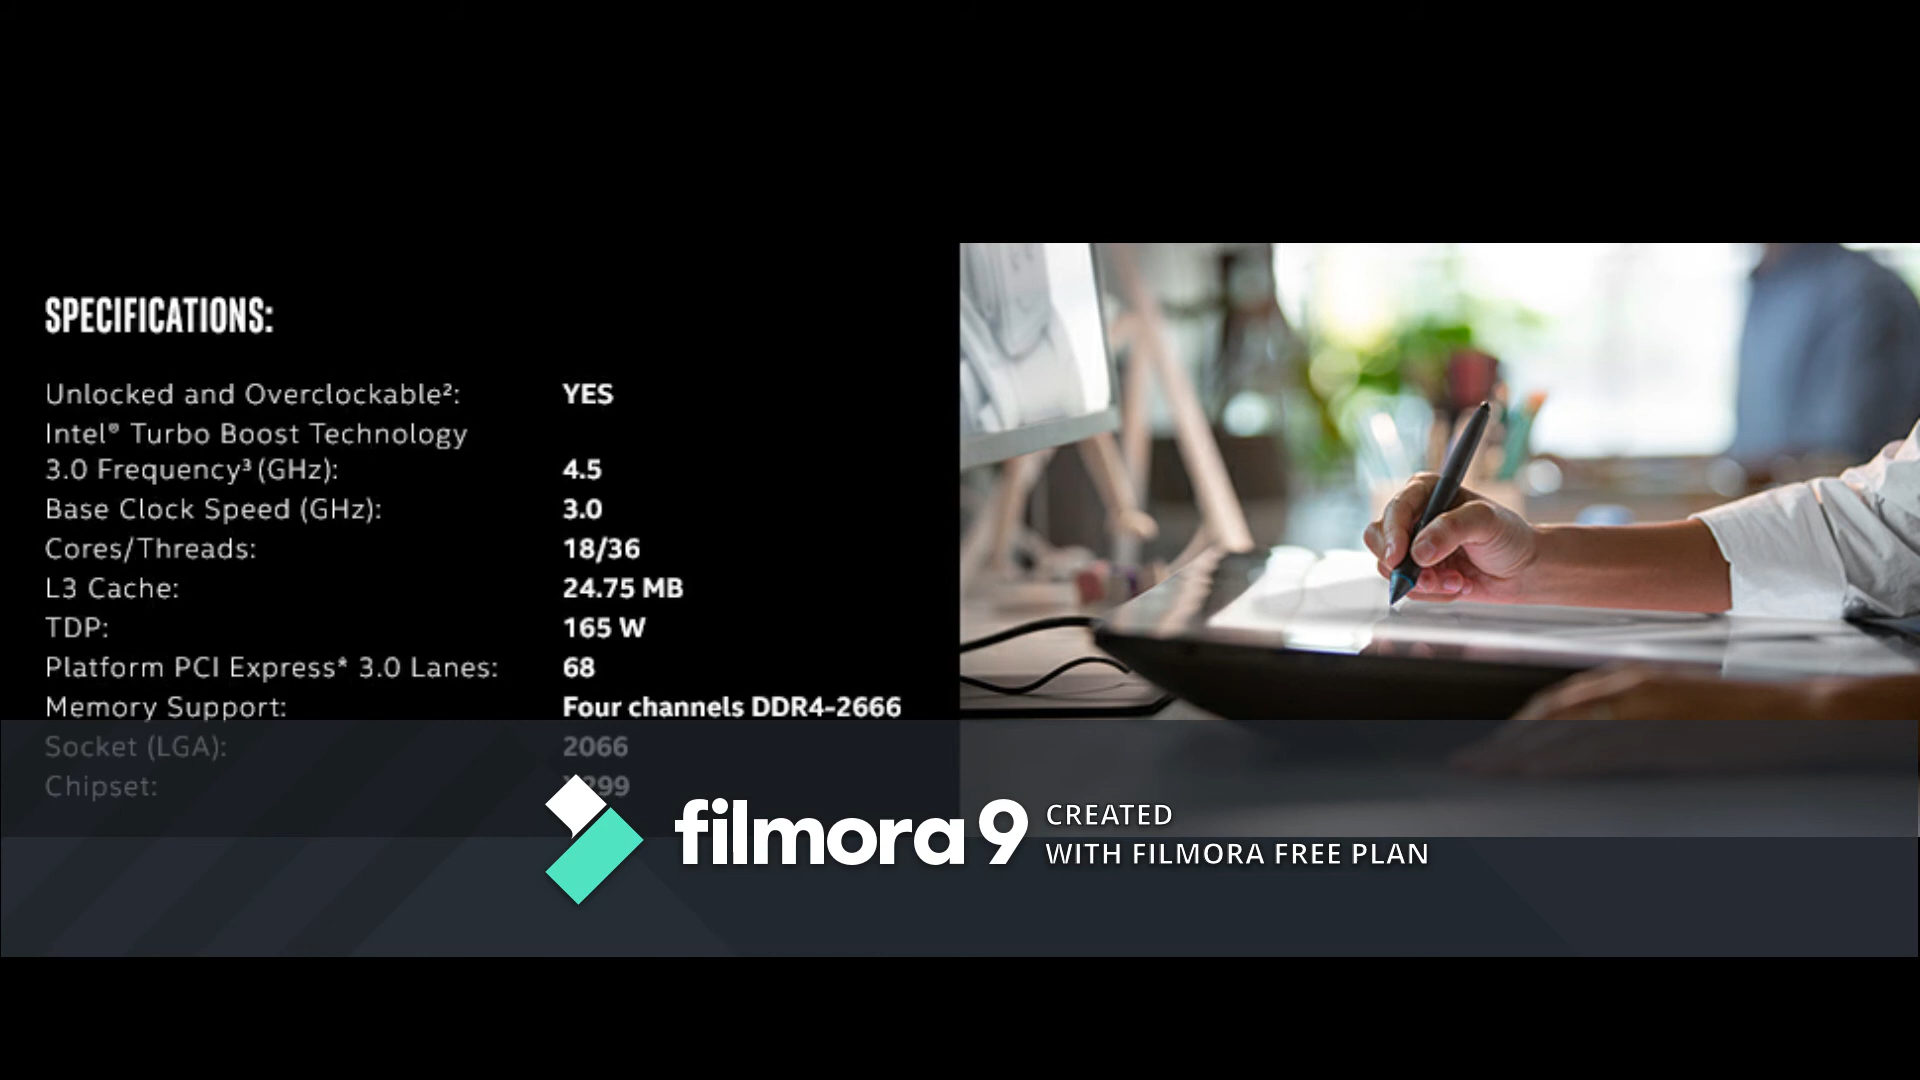 SPECIFICATIONS:
Unlocked and Overclockable²: YES
Intel® Turbo Boost Technology
3.0 Frequency³ (GHz): 4.5
Base Clock Speed (GHz): 3.0
Cores/Threads: 18/36
L3 Cache: 24.75 MB
TDP: 165 W
Platform PCI Express* 3.0 Lanes: 68
Memory Support: Four channels DDR4-2666
Socket (LGA): 2066
Chipset:
filmora 9
CREATED
WITH FILMORA FREE PLAN